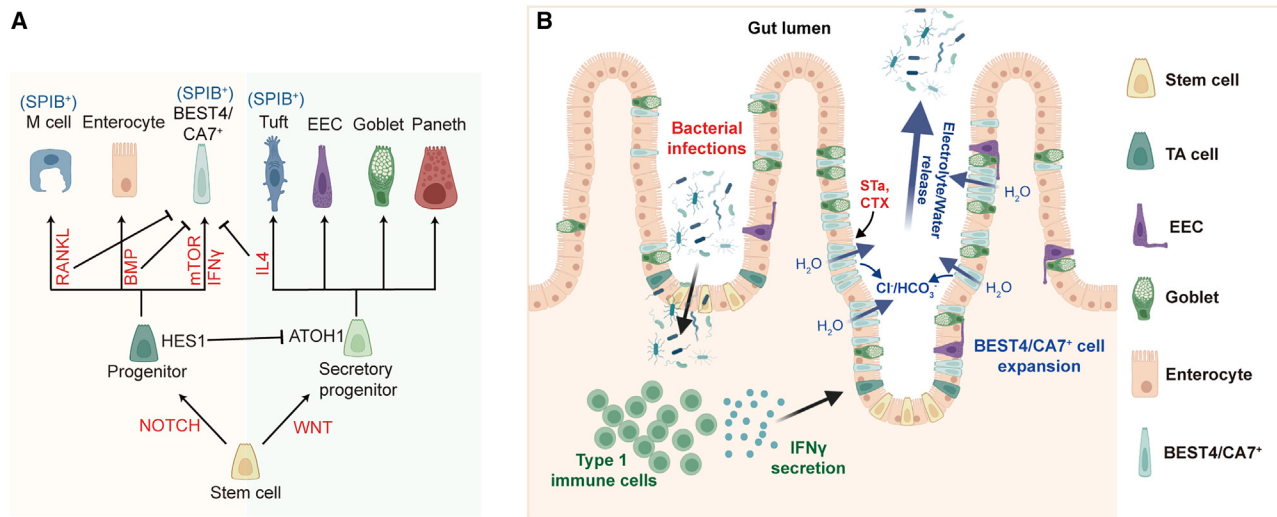 A
(SPIB⁺)
M cell
Enterocyte
(SPIB⁺)
BEST4/
CA7⁺
(SPIB⁺)
Tuft
EEC
Goblet
Paneth
RANKL
BMP
mTOR
IFNγ
IL4
HES1
ATOH1
Progenitor
Secretory
progenitor
NOTCH
WNT
Stem cell
B
Gut lumen
Bacterial
infections
STa,
CTX
Electrolyte/Water
release
H₂O
H₂O
Cl⁻/HCO₃⁻
H₂O
H₂O
BEST4/CA7⁺ cell
expansion
Type 1
immune cells
IFNγ
secretion
Stem cell
TA cell
EEC
Goblet
Enterocyte
BEST4/CA7⁺